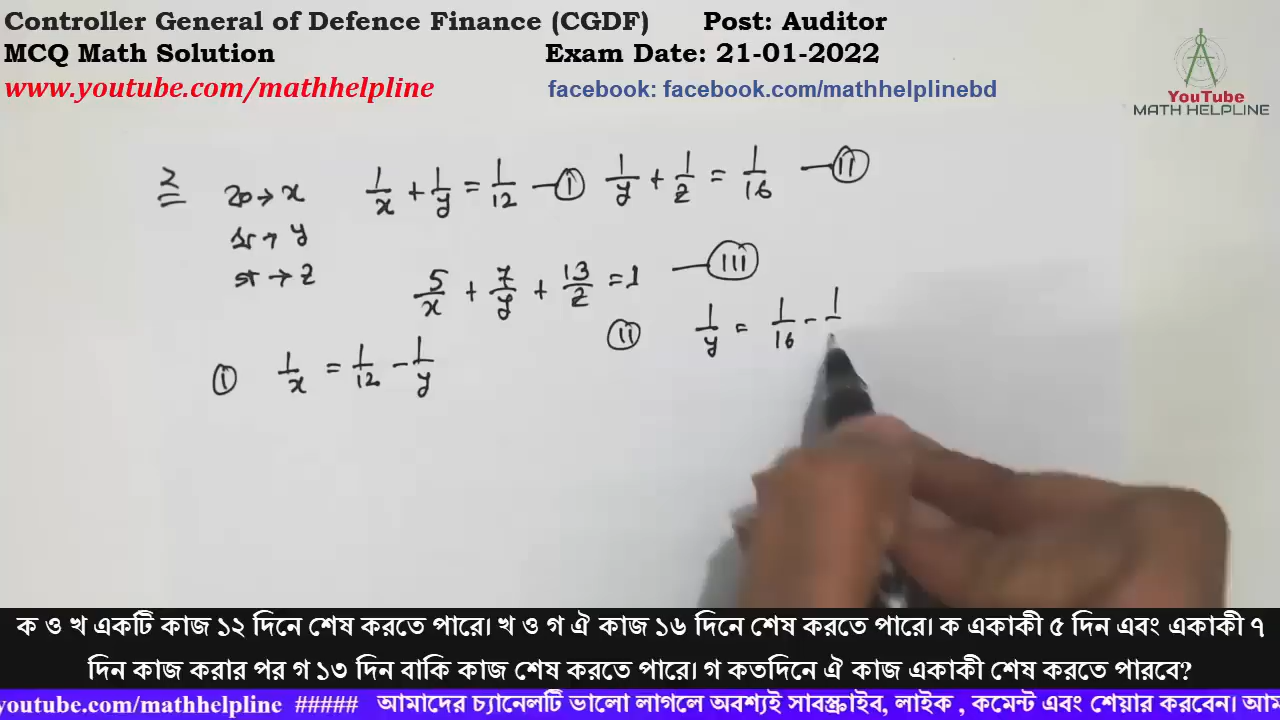 Controller General of Defence Finance (CGDF) Post: Auditor
MCQ Math Solution Exam Date: 21-01-2022
www.youtube.com/mathhelpline facebook: facebook.com/mathhelplinebd
YouTube
MATH HELPLINE
২ ক → x 1/x + 1/y = 1/12 — (I) 1/y + 1/z = 1/16 — (II)
খ → y
গ → z 5/x + 7/y + 13/z = 1 — (III)
(II) 1/y = 1/16 - 1/
(I) 1/x = 1/12 - 1/y
ক ও খ একটি কাজ ১২ দিনে শেষ করতে পারে। খ ও গ ঐ কাজ ১৬ দিনে শেষ করতে পারে। ক একাকী ৫ দিন এবং একাকী ৭
দিন কাজ করার পর গ ১৩ দিন বাকি কাজ শেষ করতে পারে। গ কতদিনে ঐ কাজ একাকী শেষ করতে পারবে?
youtube.com/mathhelpline ##### আমাদের চ্যানেলটি ভালো লাগলে অবশ্যই সাবস্ক্রাইব, লাইক , কমেন্ট এবং শেয়ার করবেন। আম